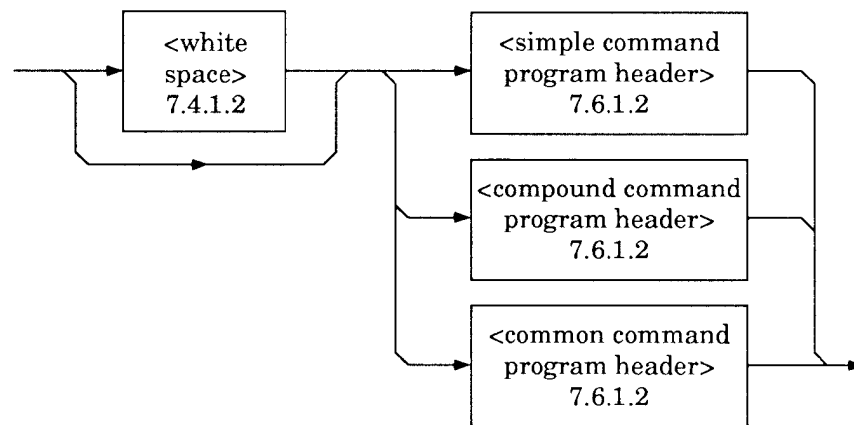 <white
space>
7.4.1.2
<simple command
program header>
7.6.1.2
<compound command
program header>
7.6.1.2
<common command
program header>
7.6.1.2